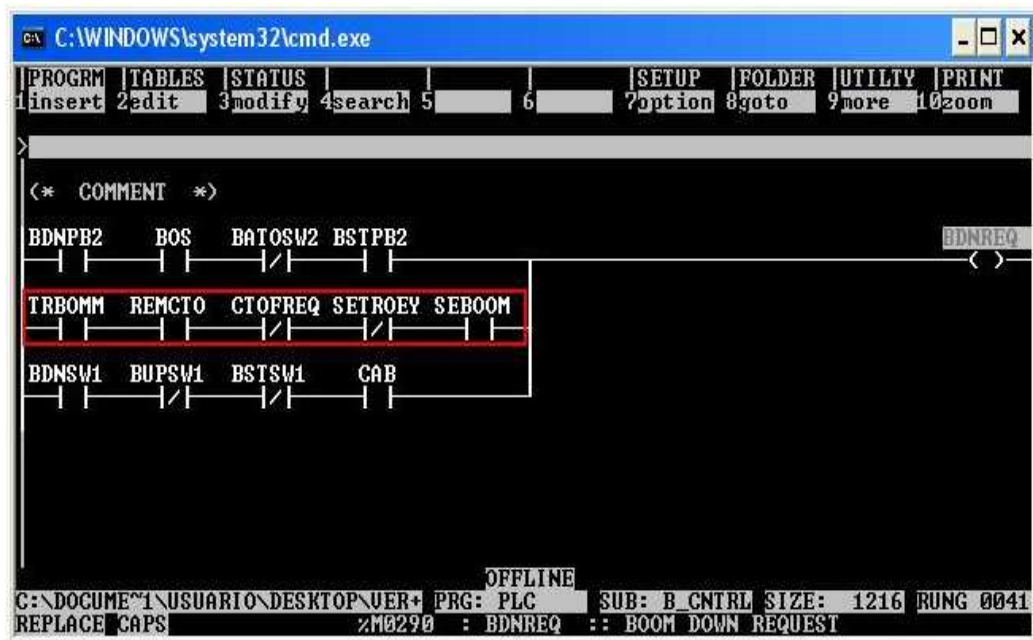 C:\WINDOWS\system32\cmd.exe
|PROGRM |TABLES |STATUS | | | |SETUP |FOLDER |UTILTY |PRINT
1insert 2edit 3modify 4search 5 6 7option 8goto 9more 10zoom
>
(* COMMENT *)
BDNPB2 BOS BATOSW2 BSTPB2 BDNREQ
TRBOMM REMCTO CTOFREQ SETROEY SEBOOM
BDNSW1 BUPSW1 BSTSW1 CAB
OFFLINE
C:\DOCUME~1\USUARIO\DESKTOP\VER+ PRG: PLC SUB: B_CNTRL SIZE: 1216 RUNG 0041
REPLACE CAPS %M0290 : BDNREQ :: BOOM DOWN REQUEST